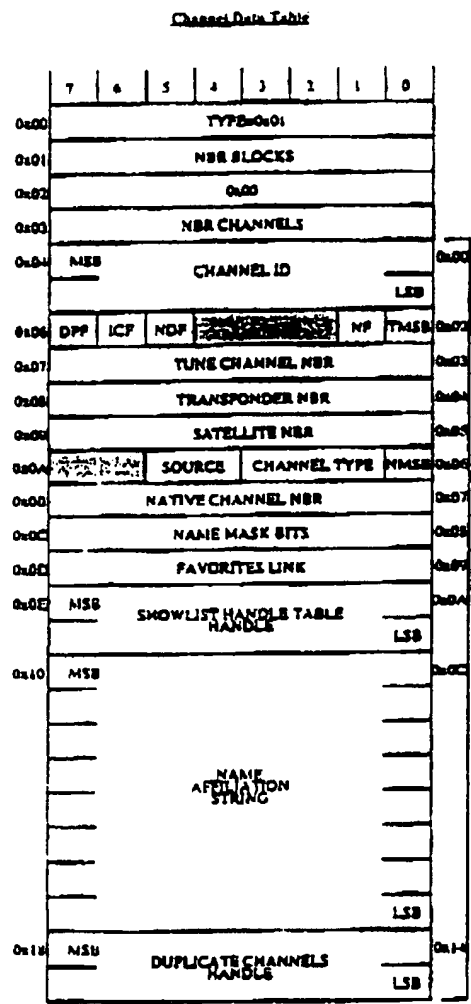 Channel Data Table
7 6 5 4 3 2 1 0
0x00 TYPE=0x01
0x01 NBR BLOCKS
0x02 0x00
0x03 NBR CHANNELS
0x04 MSB CHANNEL ID 0x00
LSB
0x06 DPF ICF NDF NF TMSB 0x02
0x07 TUNE CHANNEL NBR 0x03
0x08 TRANSPONDER NBR 0x04
0x09 SATELLITE NBR 0x05
0x0A SOURCE CHANNEL TYPE NMSB 0x06
NATIVE CHANNEL NBR 0x07
0x0C NAME MASK BITS 0x08
0x0D FAVORITES LINK 0x09
0x0E MSB SHOWLIST HANDLE TABLE 0x0A
HANDLE
LSB
0x10 MSB 0x0C
NAME
AFFILIATION
STRING
LSB
0x18 MSB DUPLICATE CHANNELS 0x14
HANDLE
LSB